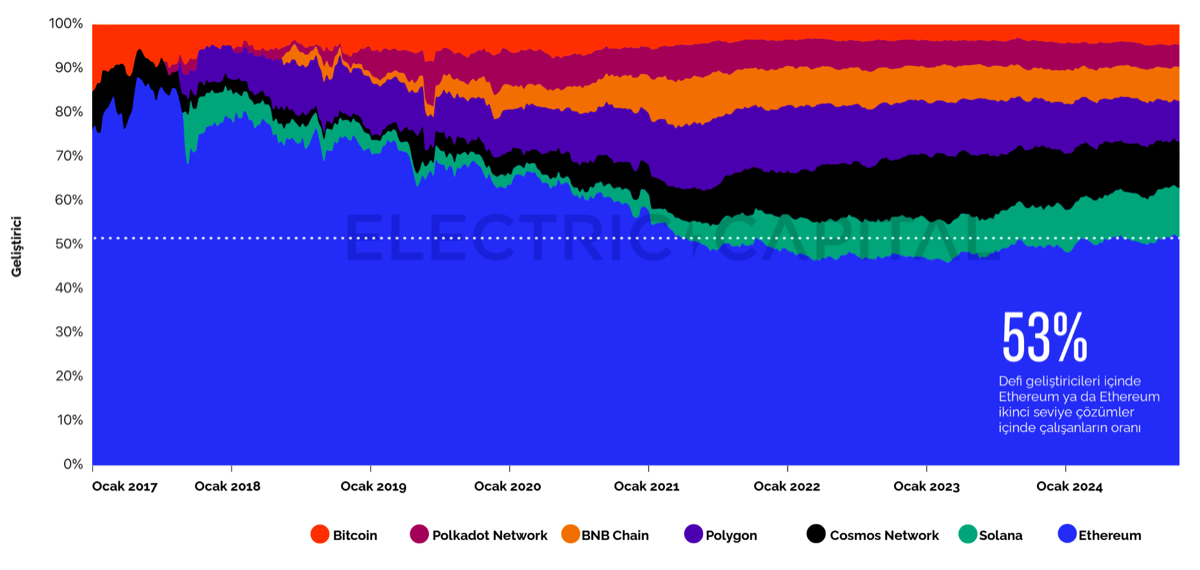 100%
90%
80%
70%
60%
50%
40%
30%
20%
10%
0%
Geliştirici
ELECTRIC CAPITAL
53%
Defi geliştiricileri içinde
Ethereum ya da Ethereum
ikinci seviye çözümler
içinde çalışanların oranı
Ocak 2017 Ocak 2018 Ocak 2019 Ocak 2020 Ocak 2021 Ocak 2022 Ocak 2023 Ocak 2024
Bitcoin Polkadot Network BNB Chain Polygon Cosmos Network Solana Ethereum